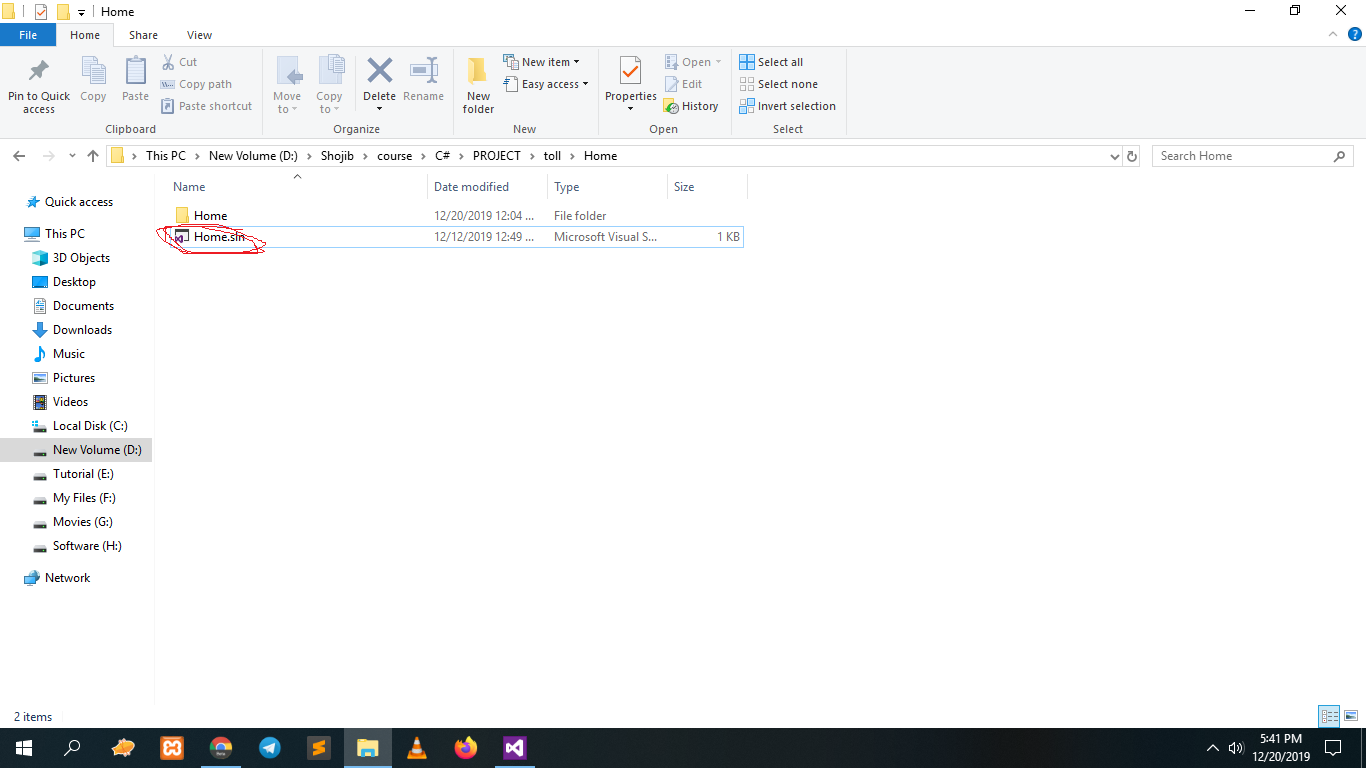 Home
File Home Share View
Pin to Quick access
Copy
Paste
Cut
Copy path
Paste shortcut
Clipboard
Move to
Copy to
Delete
Rename
Organize
New folder
New item
Easy access
New
Properties
Open
Edit
History
Open
Select all
Select none
Invert selection
Select
This PC > New Volume (D:) > Shojib > course > C# > PROJECT > toll > Home
Search Home
Name Date modified Type Size
Home 12/20/2019 12:04 ... File folder
Home.sln 12/12/2019 12:49 ... Microsoft Visual S... 1 KB
Quick access
This PC
3D Objects
Desktop
Documents
Downloads
Music
Pictures
Videos
Local Disk (C:)
New Volume (D:)
Tutorial (E:)
My Files (F:)
Movies (G:)
Software (H:)
Network
2 items
5:41 PM
12/20/2019